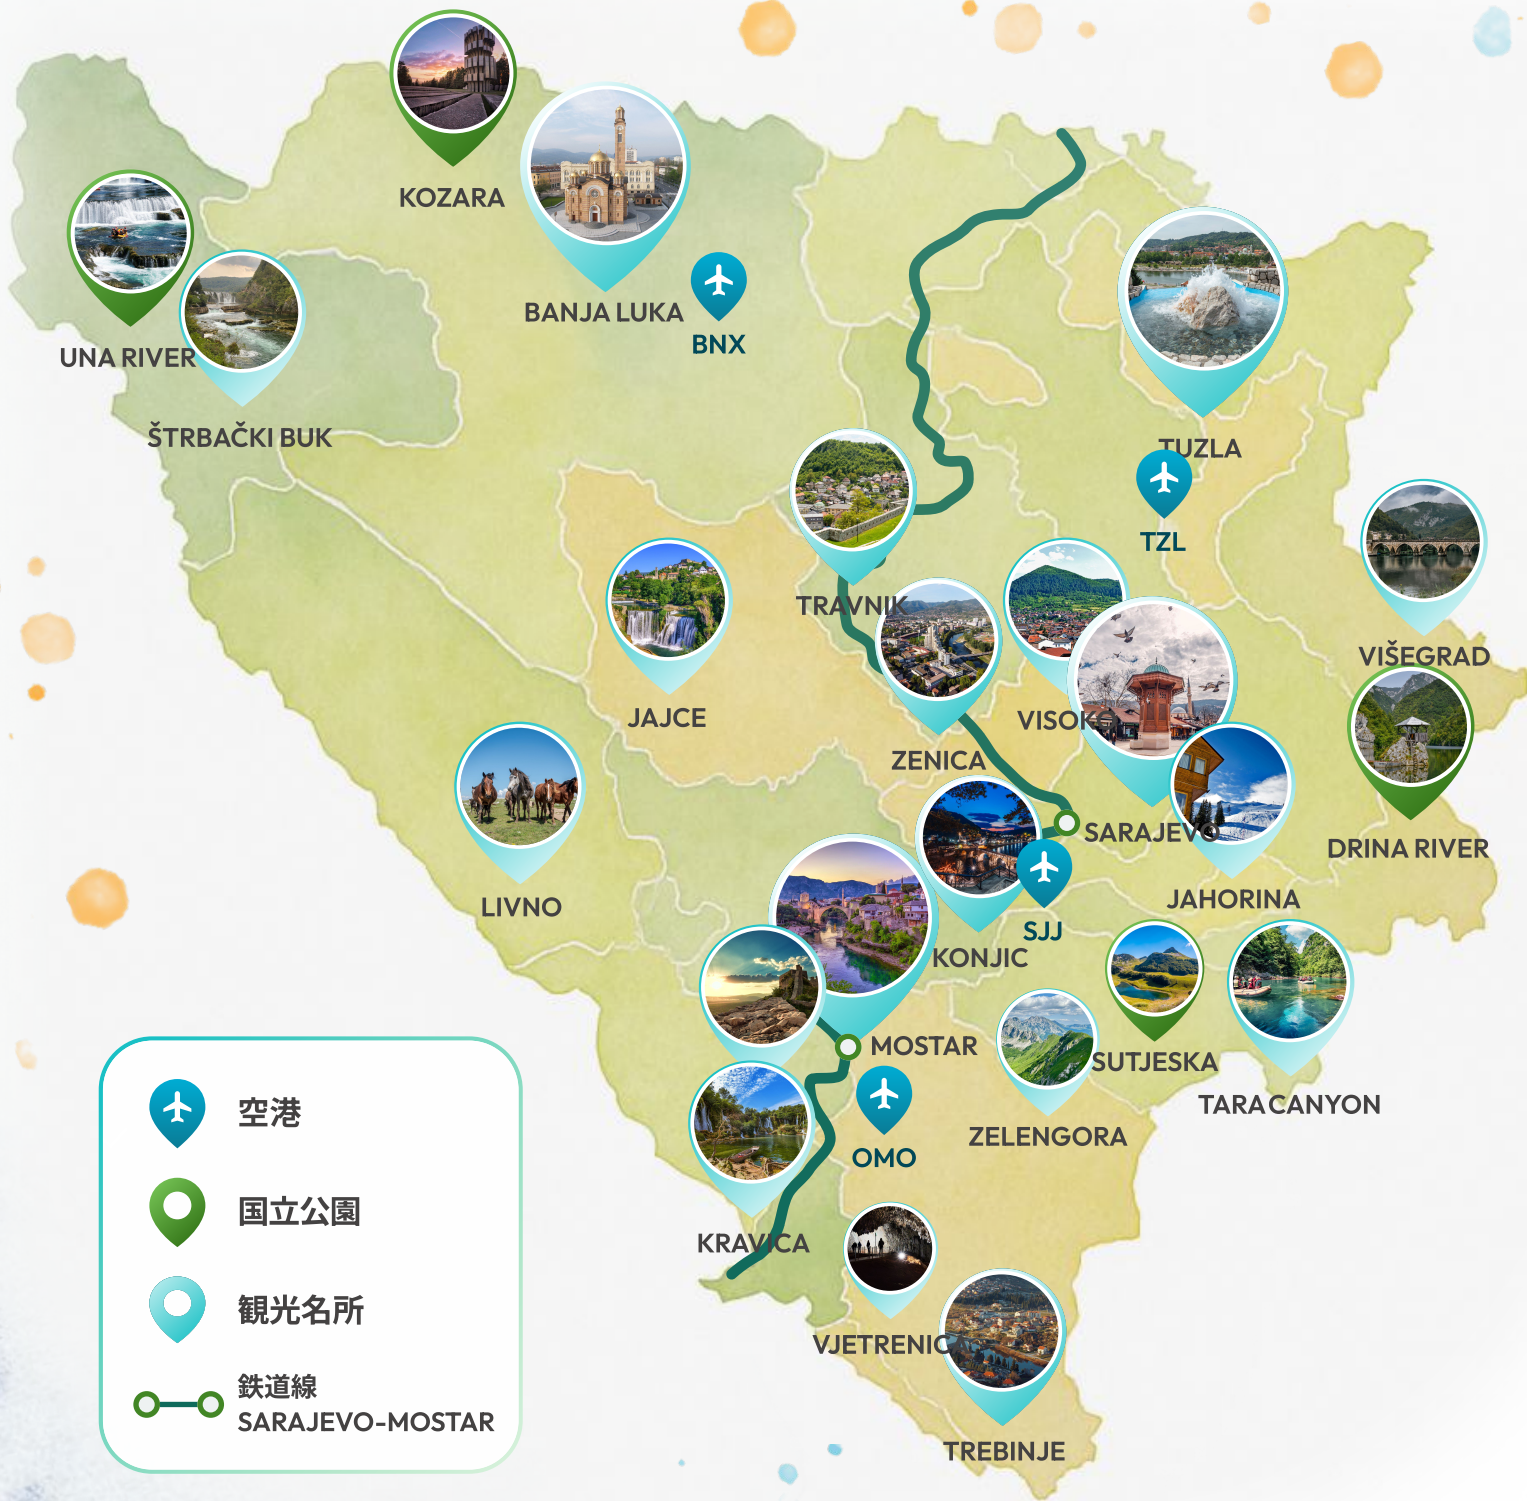 KOZARA
BANJA LUKA
BNX
UNA RIVER
ŠTRBAČKI BUK
TUZLA
TZL
TRAVNIK
VIŠEGRAD
JAJCE
VISOKO
ZENICA
SARAJEVO
DRINA RIVER
LIVNO
JAHORINA
SJJ
KONJIC
MOSTAR
SUTJESKA
TARA CANYON
ZELENGORA
OMO
KRAVICA
VJETRENICA
TREBINJE
空港
国立公園
観光名所
鉄道線
SARAJEVO-MOSTAR